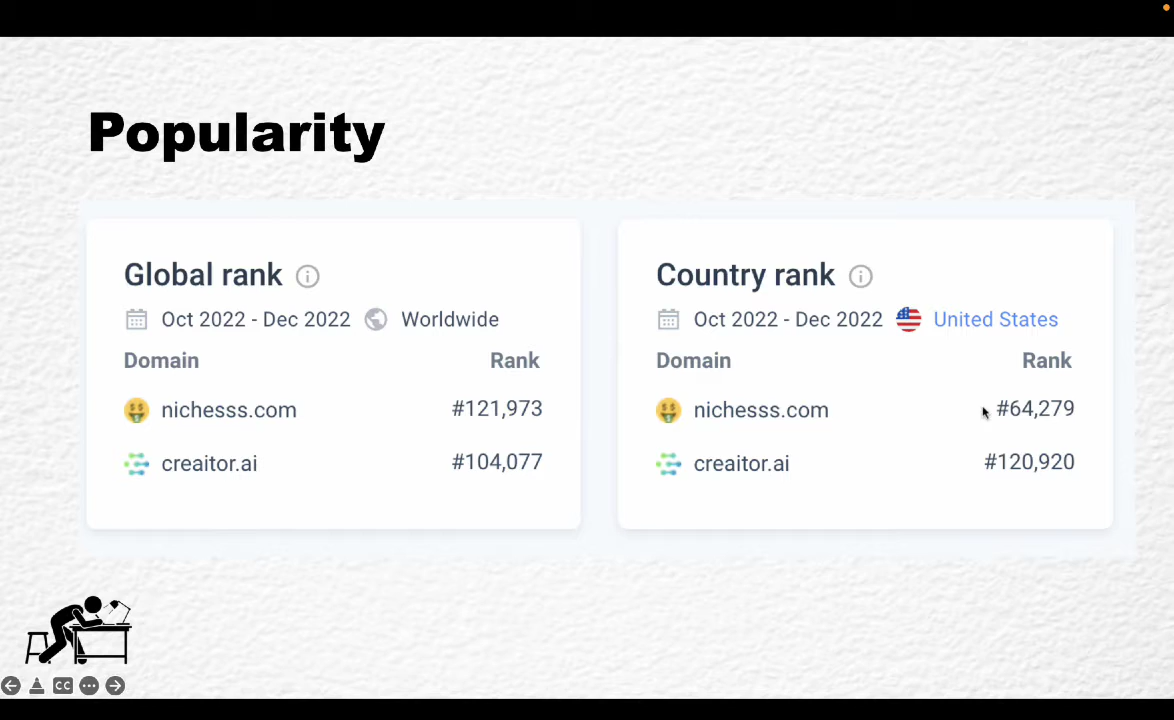 Popularity
Global rank
Oct 2022 - Dec 2022 Worldwide
Domain Rank
nichesss.com #121,973
creaitor.ai #104,077
Country rank
Oct 2022 - Dec 2022 United States
Domain Rank
nichesss.com #64,279
creaitor.ai #120,920
CC